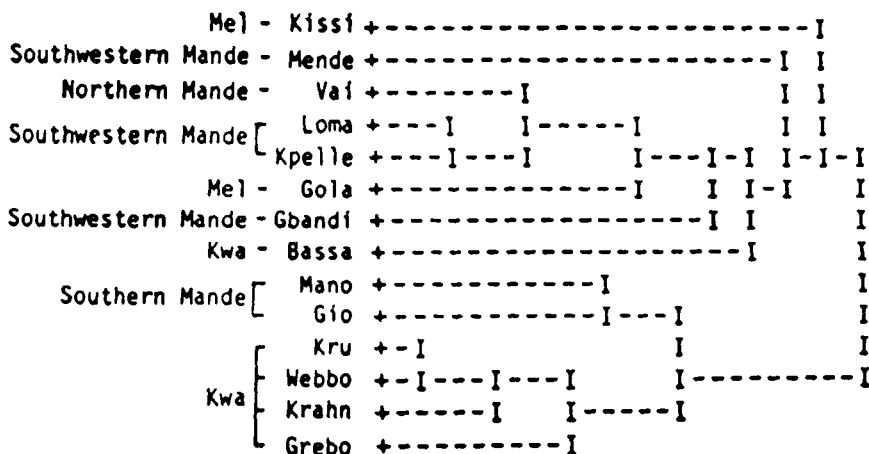 Mel - Kissi
Southwestern Mande - Mende
Northern Mande - Vai
Southwestern Mande
Loma
Kpelle
Mel - Gola
Southwestern Mande - Gbandi
Kwa - Bassa
Southern Mande
Mano
Gio
Kwa
Kru
Webbo
Krahn
Grebo